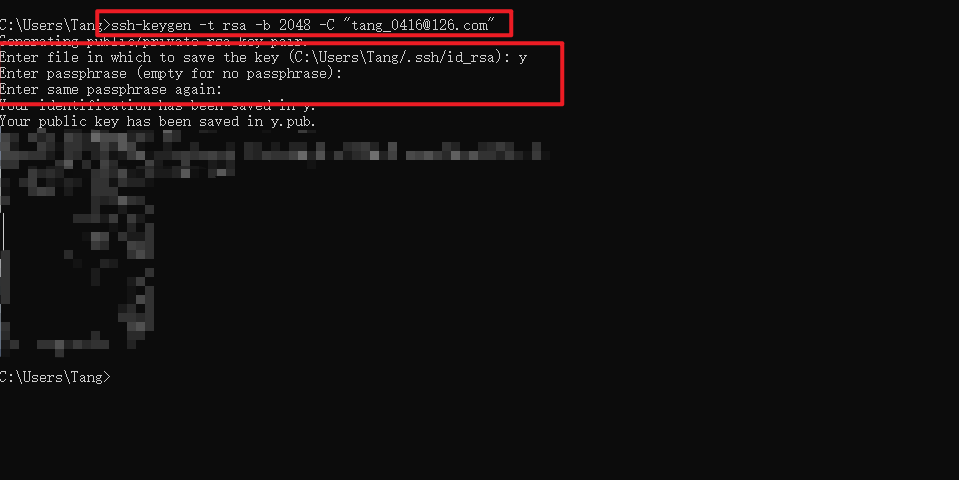 C:\Users\Tang>ssh-keygen -t rsa -b 2048 -C "tang_0416@126.com"
Generating public/private rsa key pair.
Enter file in which to save the key (C:\Users\Tang/.ssh/id_rsa): y
Enter passphrase (empty for no passphrase):
Enter same passphrase again:
Your identification has been saved in y.
Your public key has been saved in y.pub.
C:\Users\Tang>